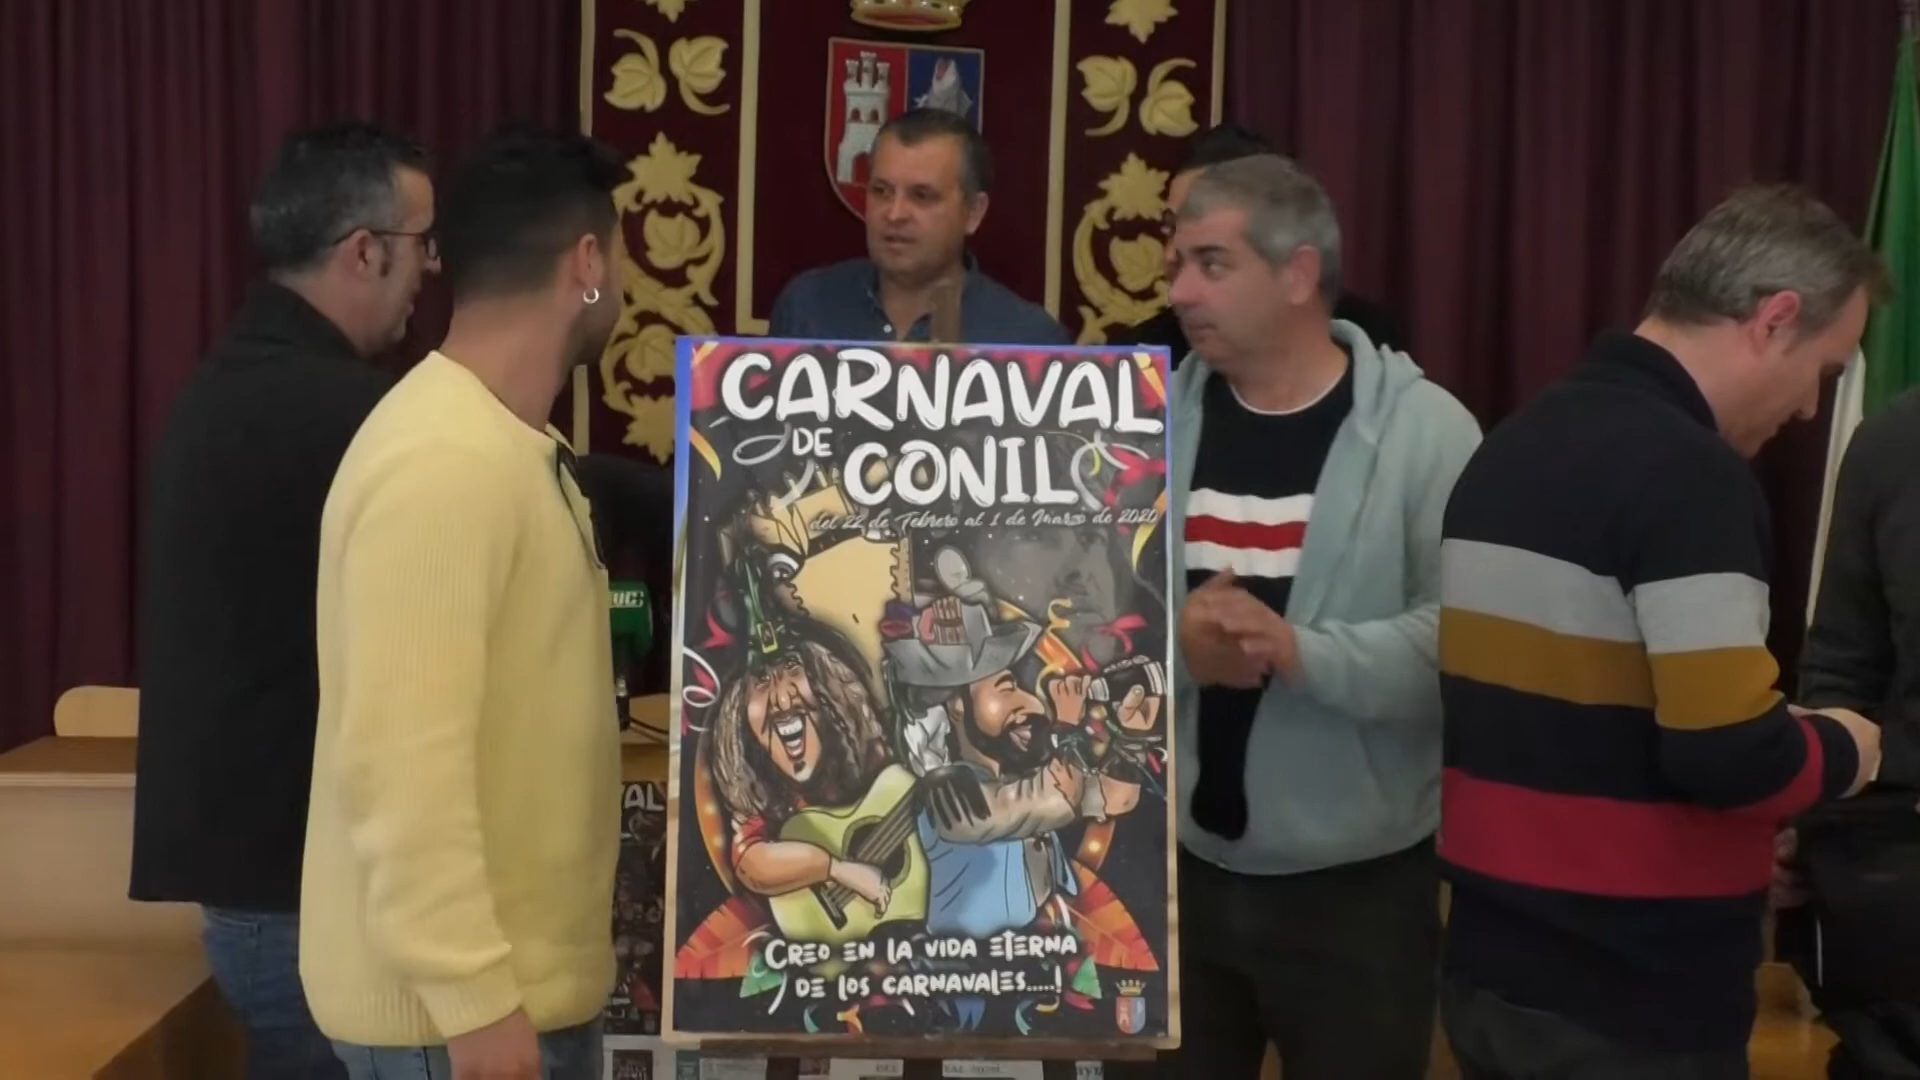 CARNAVAL
DE CONIL
del 22 de Febrero al 1 de Marzo de 2020
CREO EN LA VIDA ETERNA
DE LOS CARNAVALES.....!